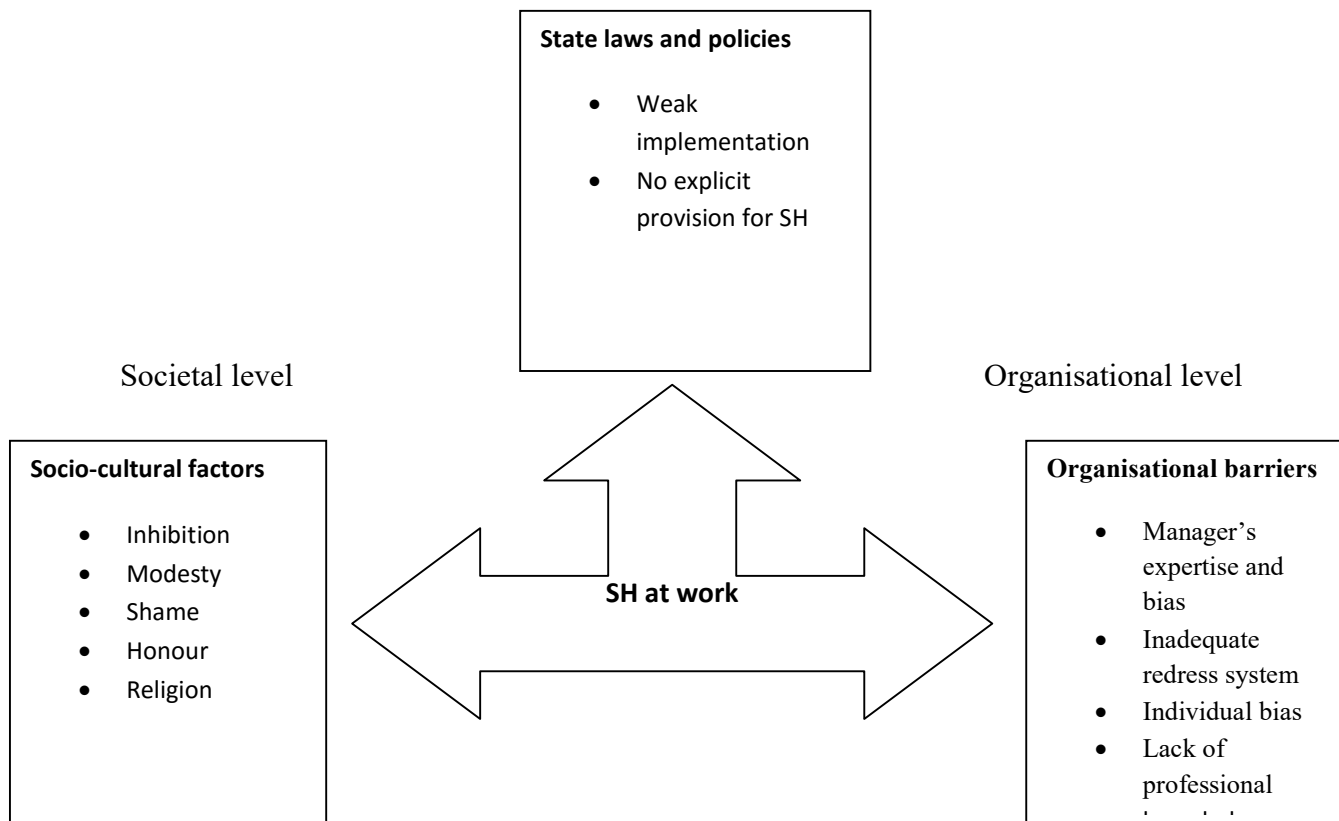 State laws and policies
• Weak
implementation
• No explicit
provision for SH
Societal level
Organisational level
Socio-cultural factors
• Inhibition
• Modesty
• Shame
• Honour
• Religion
SH at work
Organisational barriers
• Manager’s
expertise and
bias
• Inadequate
redress system
• Individual bias
• Lack of
professional